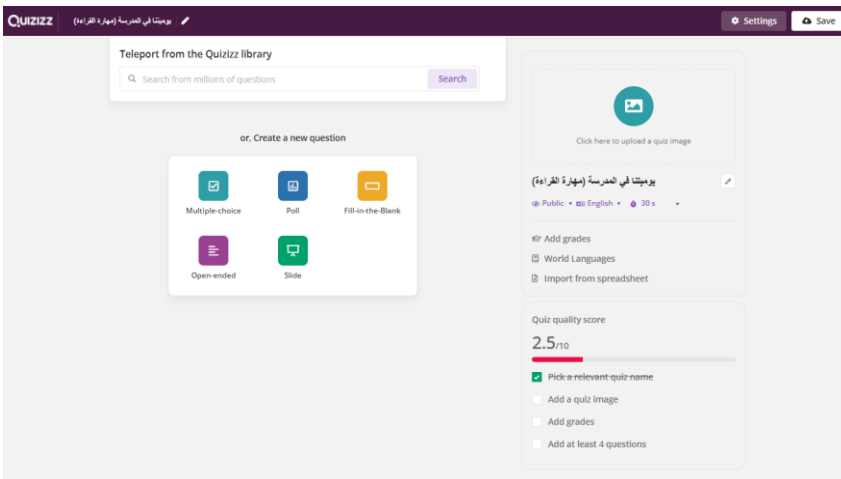 QUIZIZZ
يوميتنا في المدرسة (مهارة القراءة)
Settings
Save
Teleport from the Quizizz library
Search from millions of questions
Search
or, Create a new question
Multiple-choice
Poll
Fill-in-the-Blank
Open-ended
Slide
Click here to upload a quiz image
يوميتنا في المدرسة (مهارة القراءة)
Public • English • 30 s
Add grades
World Languages
Import from spreadsheet
Quiz quality score
2.5/10
Pick a relevant quiz name
Add a quiz image
Add grades
Add at least 4 questions